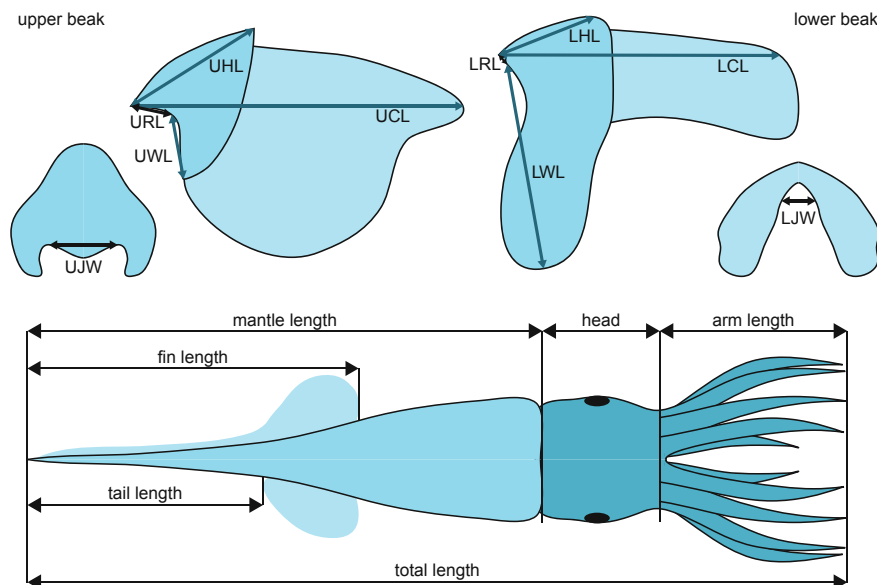 upper beak
lower beak
UHL
UCL
URL
UWL
UJW
LHL
LRL
LCL
LWL
LJW
mantle length
head
arm length
fin length
tail length
total length